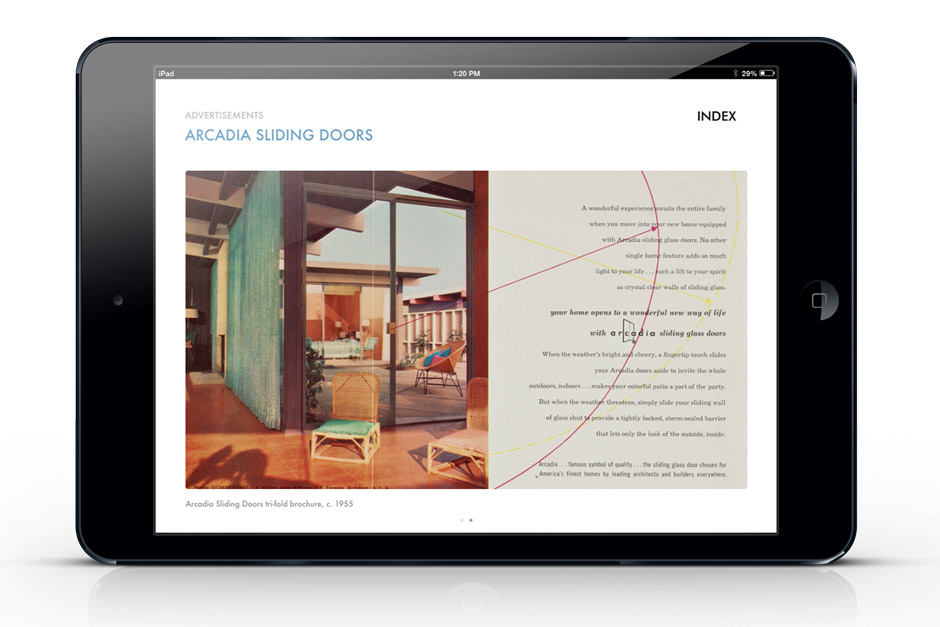 iPad
1:20 PM
29%
ADVERTISEMENTS
INDEX
ARCADIA SLIDING DOORS
A wonderful experience awaits the entire family
when you move into your new home equipped
with Arcadia sliding glass doors. No other
single home feature adds so much
light to your life . . . such a lift to your spirit
as crystal clear walls of sliding glass.
your home opens to a wonderful new way of life
with arcadia sliding glass doors
When the weather's bright and cheery, a fingertip touch slides
your Arcadia doors aside to invite the whole
outdoors, indoors . . . makes your colorful patio a part of the party.
But when the weather threatens, simply slide your sliding wall
of glass shut to provide a tightly locked, storm-sealed barrier
that lets only the look of the outside, inside.
Arcadia . . . famous symbol of quality . . . the sliding glass door chosen for
America's finest homes by leading architects and builders everywhere.
Arcadia Sliding Doors tri-fold brochure, c. 1955